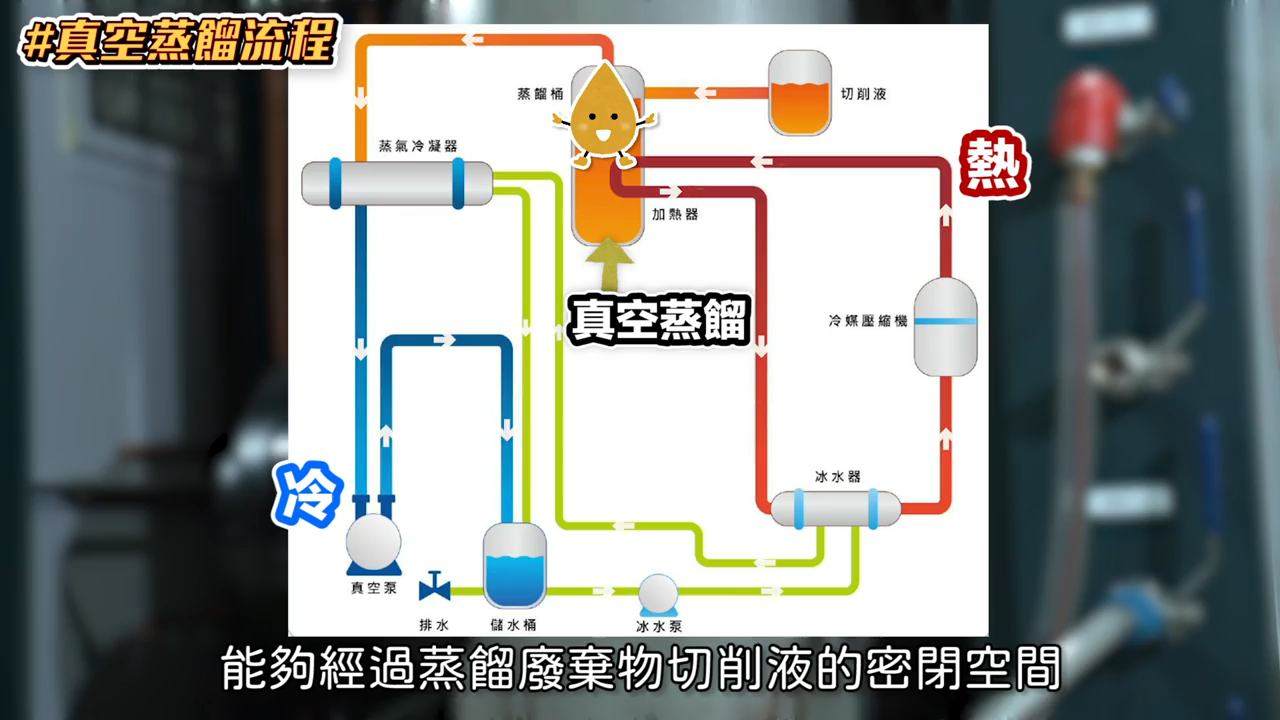 #真空蒸餾流程
蒸餾桶
切削液
蒸氣冷凝器
熱
加熱器
真空蒸餾
冷媒壓縮機
冰水器
冷
真空泵
排水
儲水桶
冰水泵
能夠經過蒸餾廢棄物切削液的密閉空間